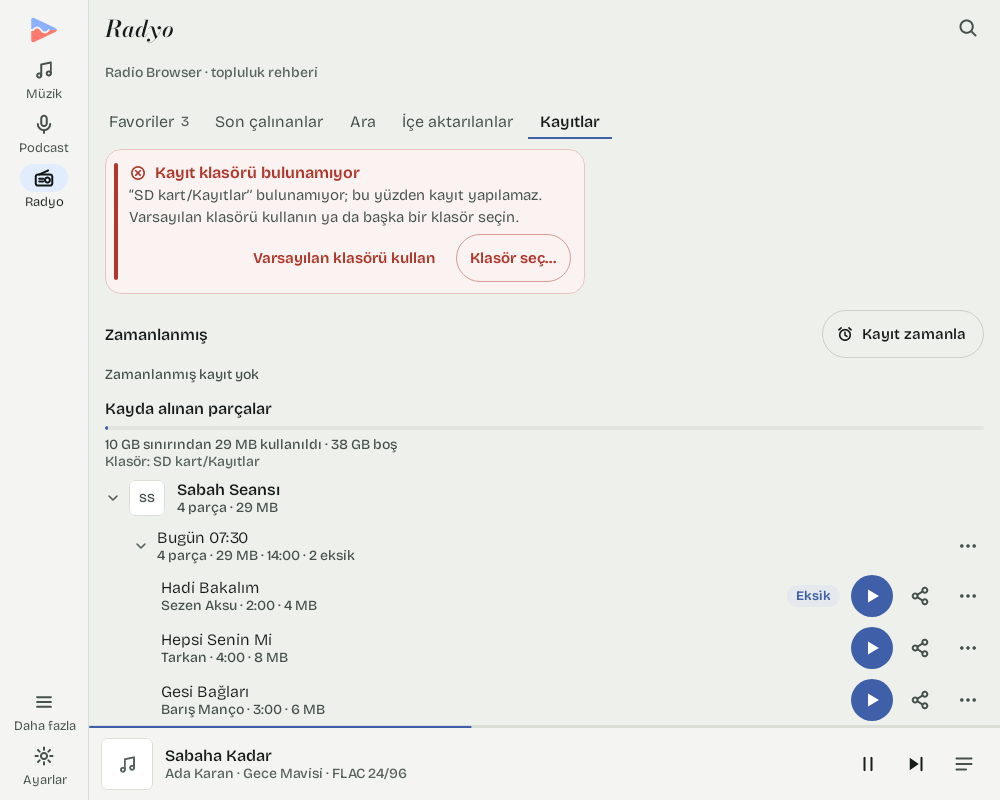 Radyo
Radio Browser · topluluk rehberi
Müzik
Podcast
Radyo
Favoriler 3
Son çalınanlar
Ara
İçe aktarılanlar
Kayıtlar
Kayıt klasörü bulunamıyor
“SD kart/Kayıtlar” bulunamıyor; bu yüzden kayıt yapılamaz.
Varsayılan klasörü kullanın ya da başka bir klasör seçin.
Varsayılan klasörü kullan
Klasör seç…
Zamanlanmış
Kayıt zamanla
Zamanlanmış kayıt yok
Kayda alınan parçalar
10 GB sınırından 29 MB kullanıldı · 38 GB boş
Klasör: SD kart/Kayıtlar
SS
Sabah Seansı
4 parça · 29 MB
Bugün 07:30
4 parça · 29 MB · 14:00 · 2 eksik
Hadi Bakalım
Sezen Aksu · 2:00 · 4 MB
Eksik
Hepsi Senin Mi
Tarkan · 4:00 · 8 MB
Gesi Bağları
Barış Manço · 3:00 · 6 MB
Daha fazla
Ayarlar
Sabaha Kadar
Ada Karan · Gece Mavisi · FLAC 24/96